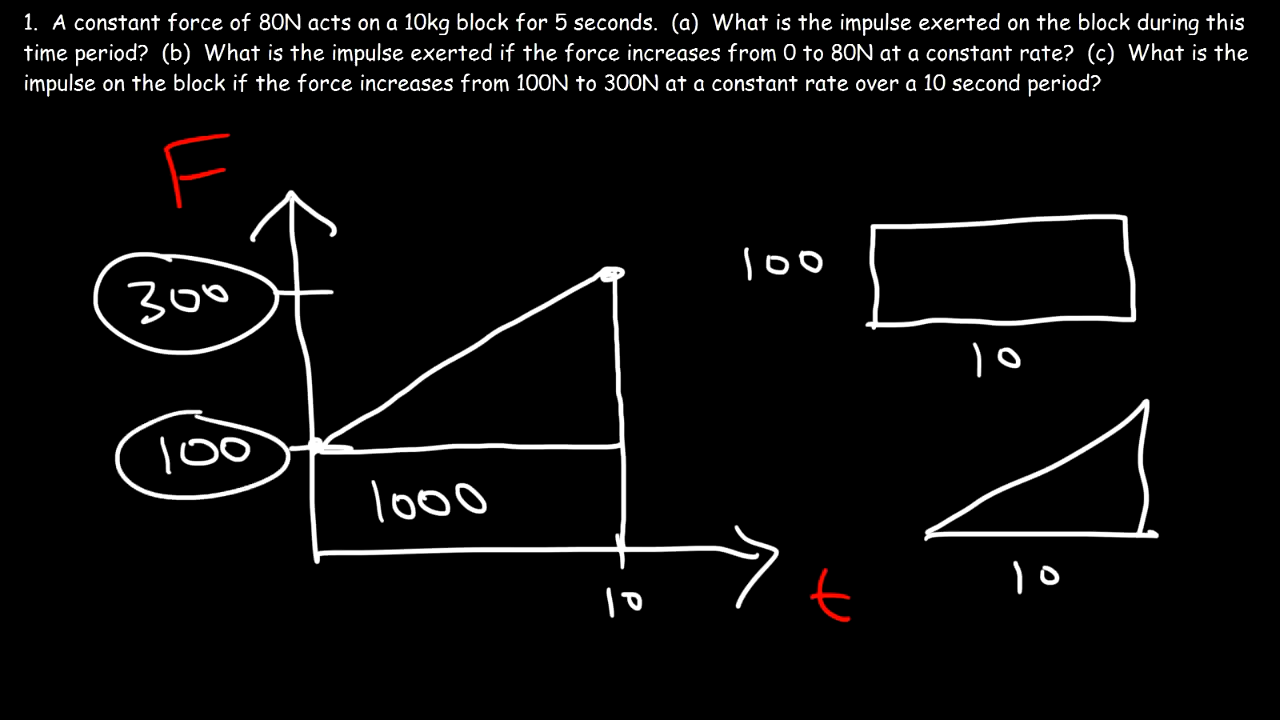 1. A constant force of 80N acts on a 10kg block for 5 seconds. (a) What is the impulse exerted on the block during this
time period? (b) What is the impulse exerted if the force increases from 0 to 80N at a constant rate? (c) What is the
impulse on the block if the force increases from 100N to 300N at a constant rate over a 10 second period?
F
300
100
10
100
1000
10
10
t